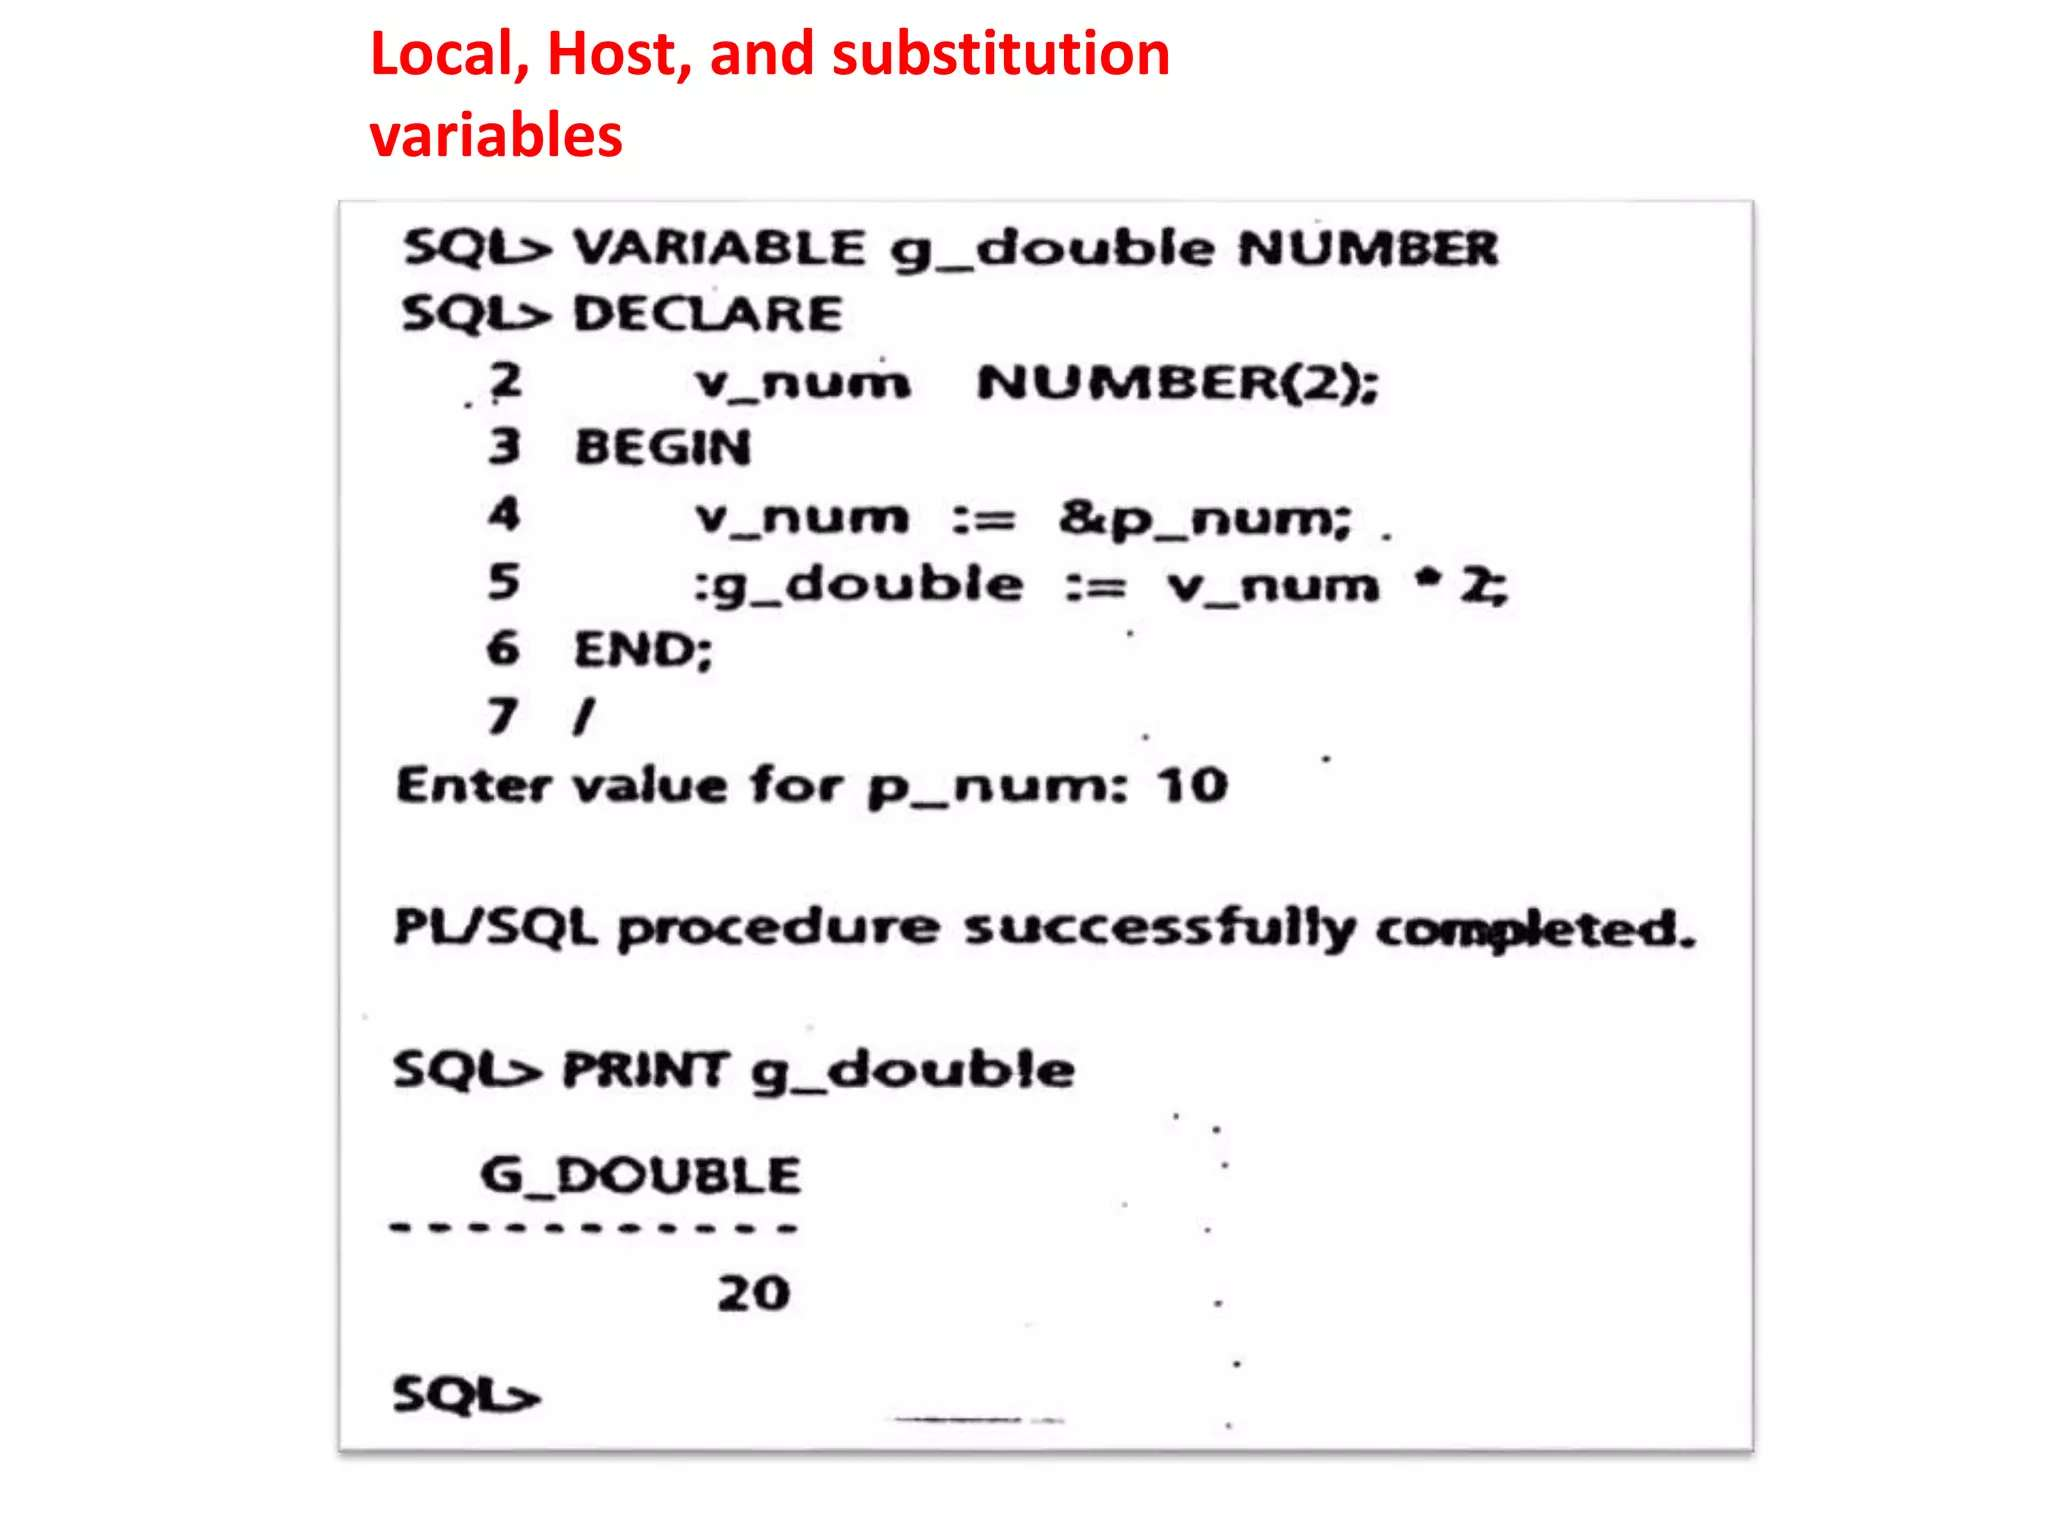 Local, Host, and substitution
variables
SQL> VARIABLE g_double NUMBER
SQL> DECLARE
2 v_num NUMBER(2);
3 BEGIN
4 v_num := &p_num;
5 :g_double := v_num * 2;
6 END;
7 /
Enter value for p_num: 10
PL/SQL procedure successfully completed.
SQL> PRINT g_double
G_DOUBLE
-----------
20
SQL>